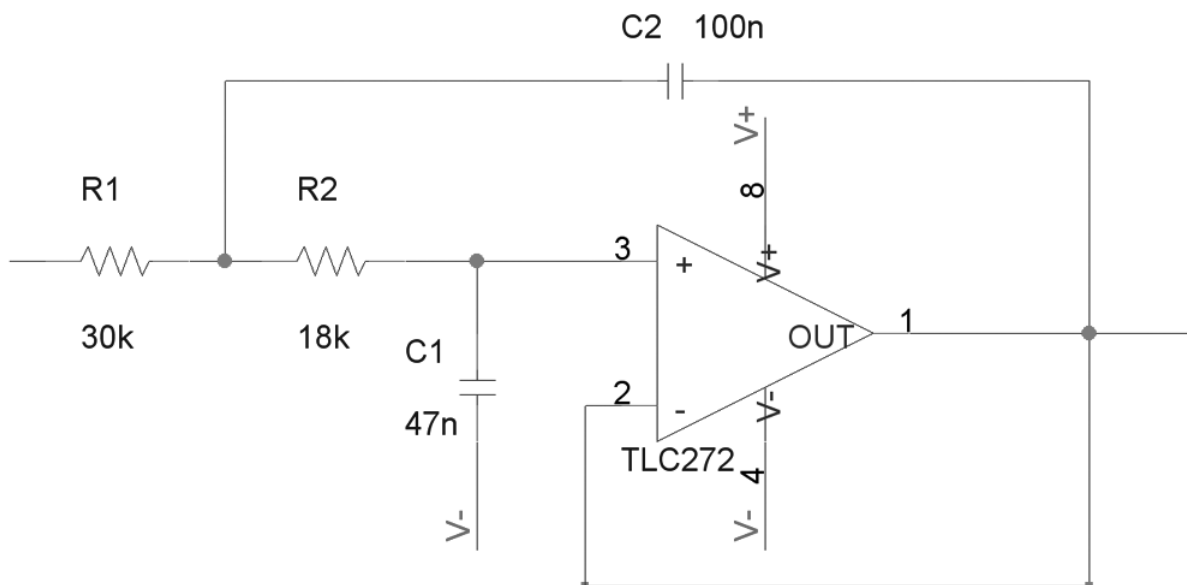 C2 100n
V+
8
R1
R2
3
+
V+
OUT
1
30k
18k
C1
47n
2
-
V-
TLC272
4
V-
V-